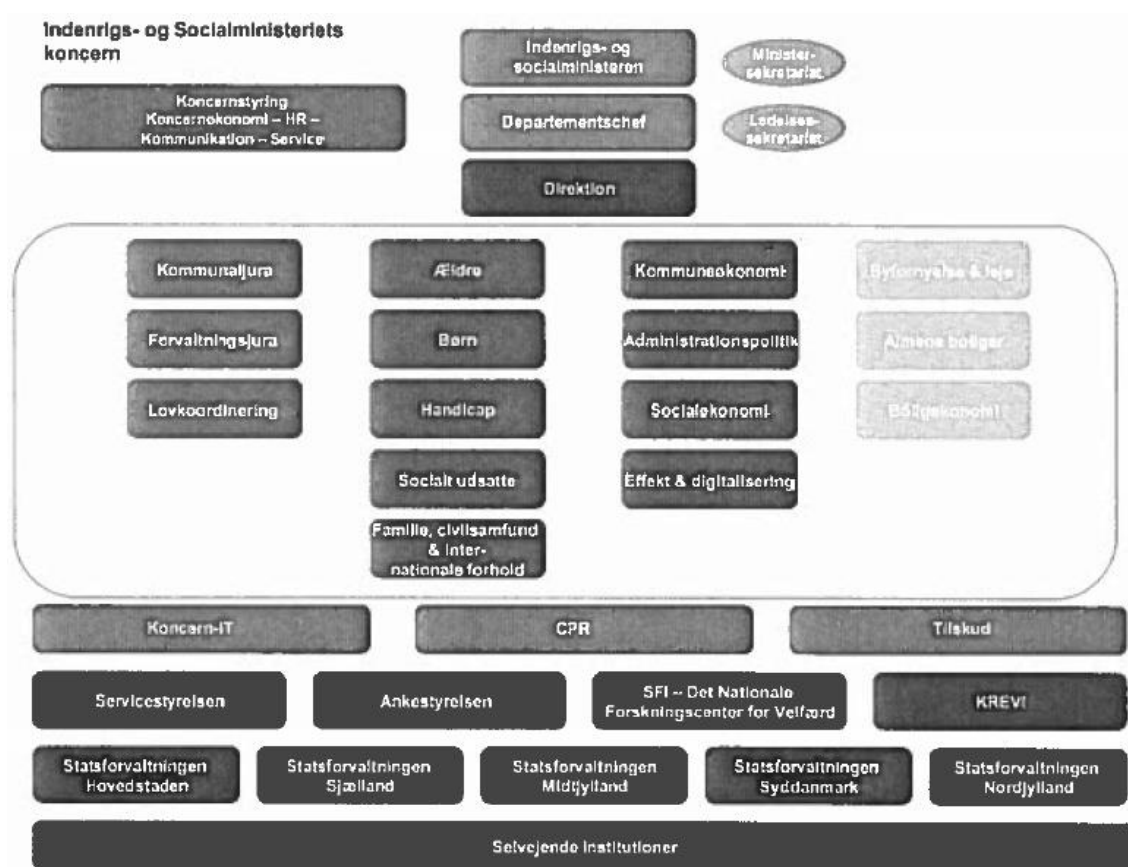 Indenrigs- og Socialministeriets
koncern
Indenrigs- og
socialministeren
Minister-
sekretariat
Koncernstyring
Koncernøkonomi – HR –
Kommunikation – Service
Departementschef
Ledelses-
sekretariat
Direktion
Kommunaljura
Ældre
Kommuneøkonomi
Byfornyelse & leje
Forvaltningsjura
Børn
Administrationspolitik
Almene boliger
Lovkoordinering
Handicap
Socialøkonomi
Boligøkonomi
Socialt udsatte
Effekt & digitalisering
Familie, civilsamfund
& inter-
nationale forhold
Koncern-IT
CPR
Tilskud
Servicestyrelsen
Ankestyrelsen
SFI – Det Nationale
Forskningscenter for Velfærd
KREVI
Statsforvaltningen
Hovedstaden
Statsforvaltningen
Sjælland
Statsforvaltningen
Midtjylland
Statsforvaltningen
Syddanmark
Statsforvaltningen
Nordjylland
Selvejende institutioner